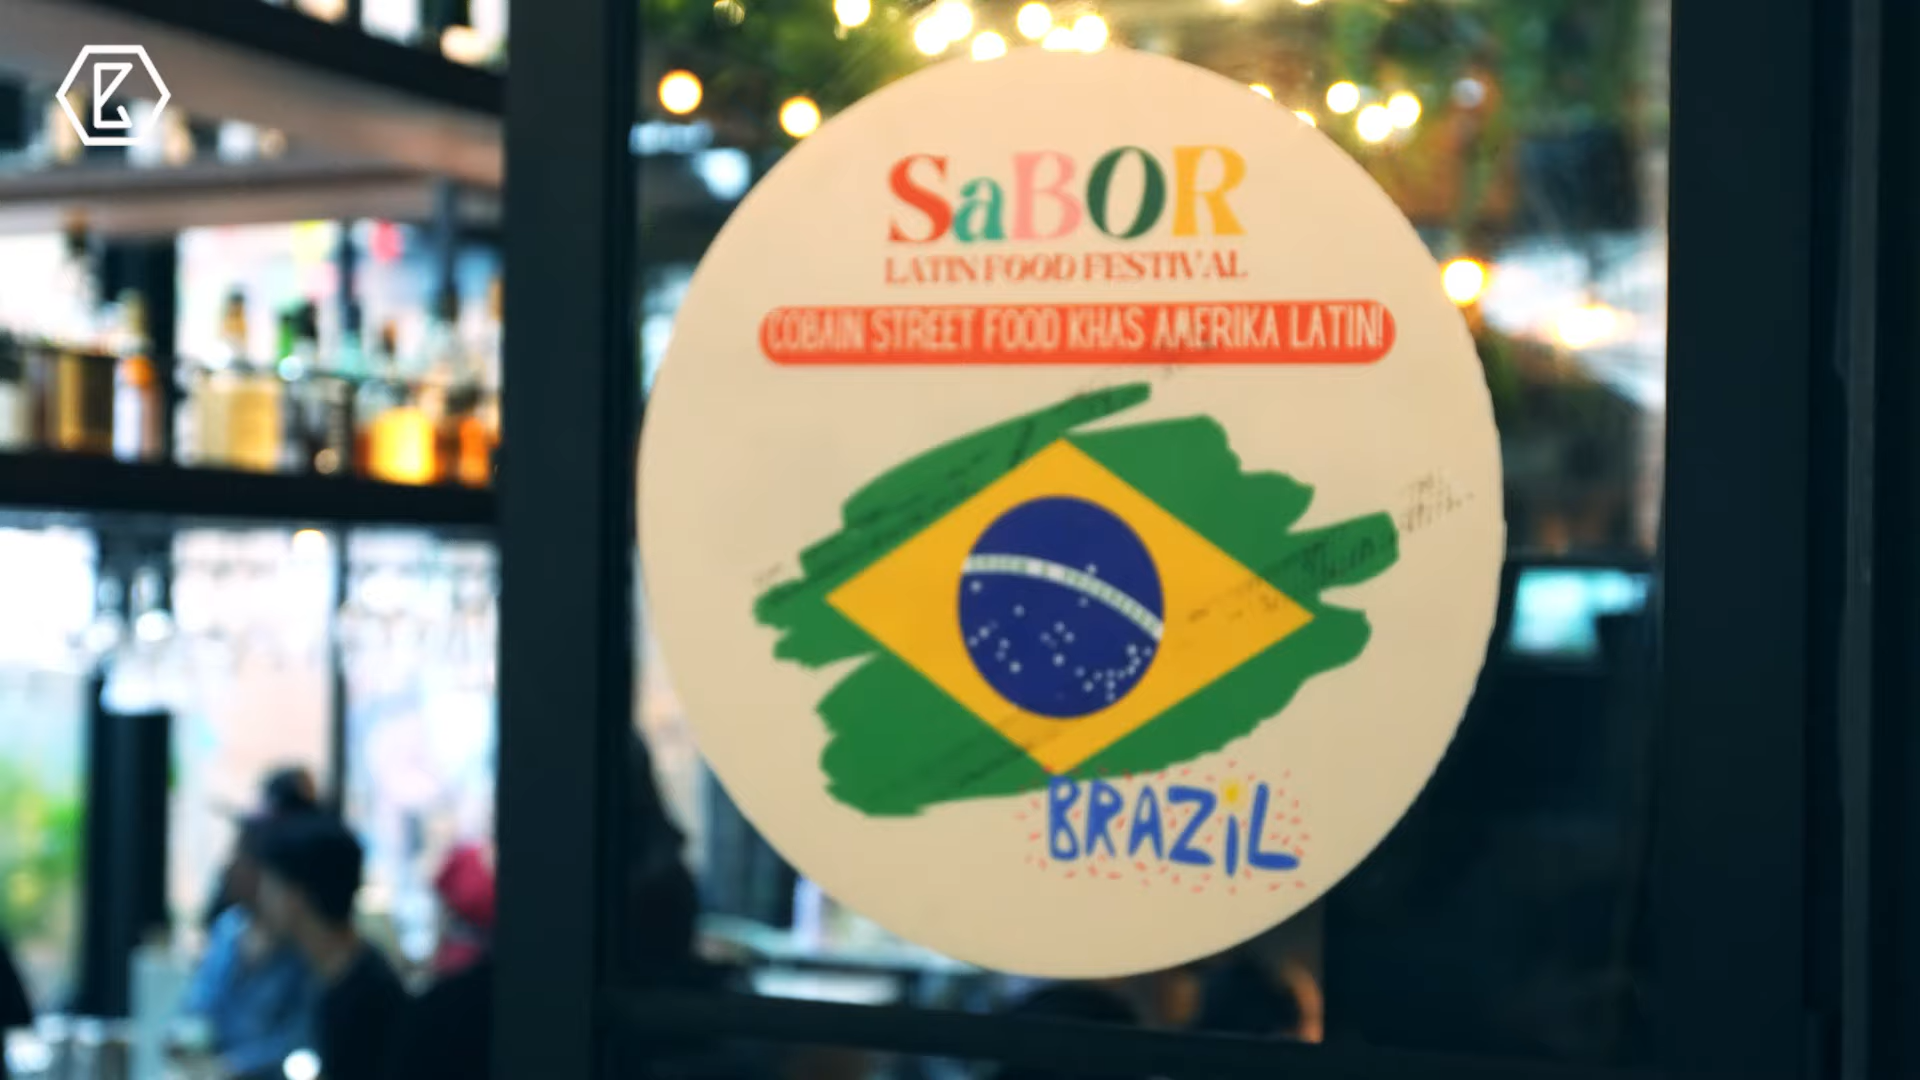 SaBOR
LATIN FOOD FESTIVAL
COBAIN STREET FOOD KHAS AMERIKA LATIN!
BRAZiL